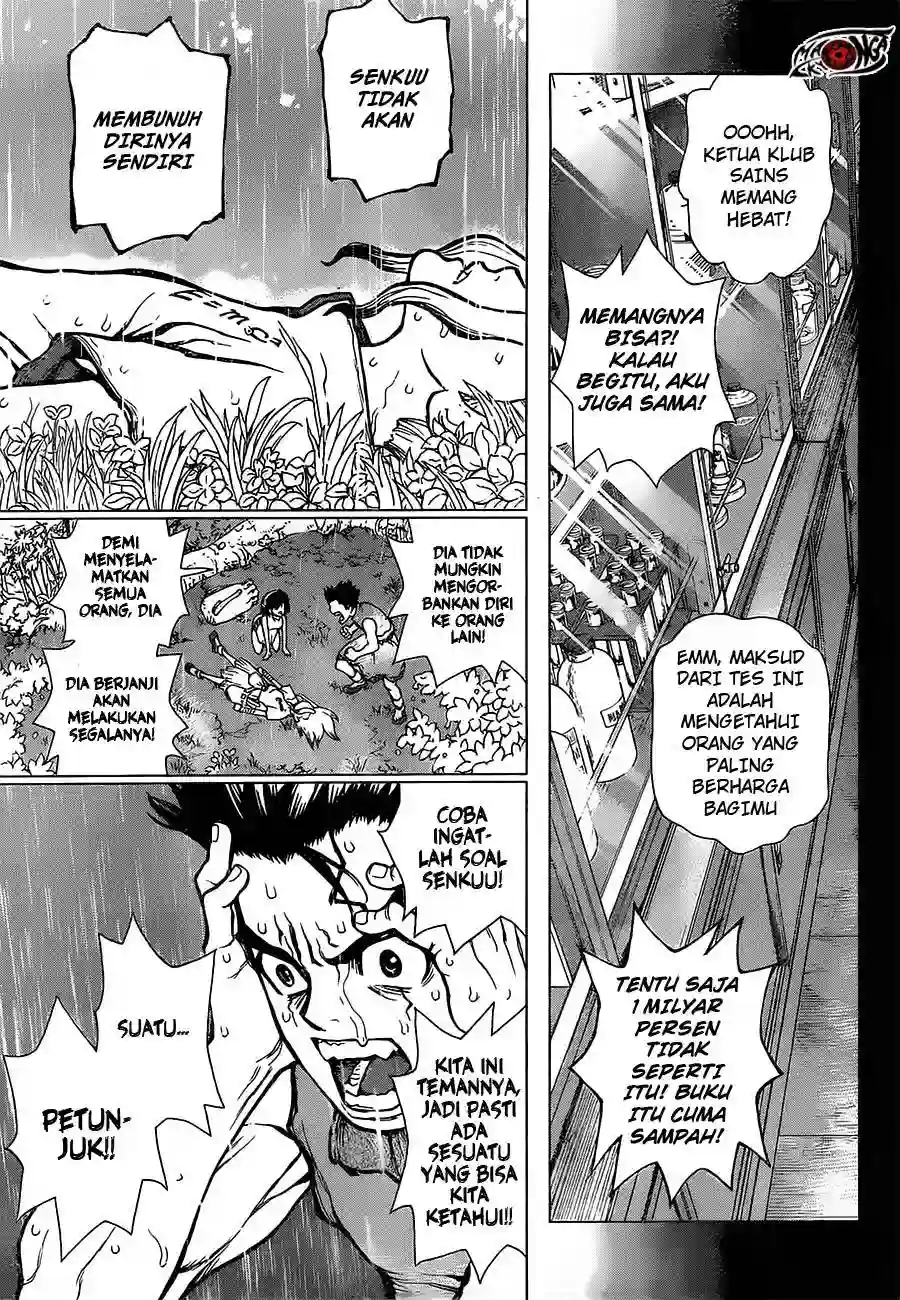 OOOHH,
KETUA KLUB
SAINS
MEMANG
HEBAT!
MEMANGNYA
BISA?!
KALAU
BEGITU, AKU
JUGA SAMA!
EMM, MAKSUD
DARI TES INI
ADALAH
MENGETAHUI
ORANG YANG
PALING
BERHARGA
BAGIMU
TENTU SAJA
1 MILYAR
PERSEN
TIDAK
SEPERTI
ITU! BUKU
ITU CUMA
SAMPAH!
SENKUU
TIDAK
AKAN
MEMBUNUH
DIRINYA
SENDIRI
DIA TIDAK
MUNGKIN
MENGOR-
BANKAN DIRI
KE ORANG
LAIN!
DEMI
MENYELA-
MATKAN
SEMUA
ORANG, DIA
DIA BERJANJI
AKAN
MELAKUKAN
SEGALANYA!
COBA
INGAT-
LAH SOAL
SENKUU!
KITA INI
TEMANNYA,
JADI PASTI
ADA
SESUATU
YANG BISA
KITA
KETAHUI!!
SUATU...
PETUN-
JUK!!